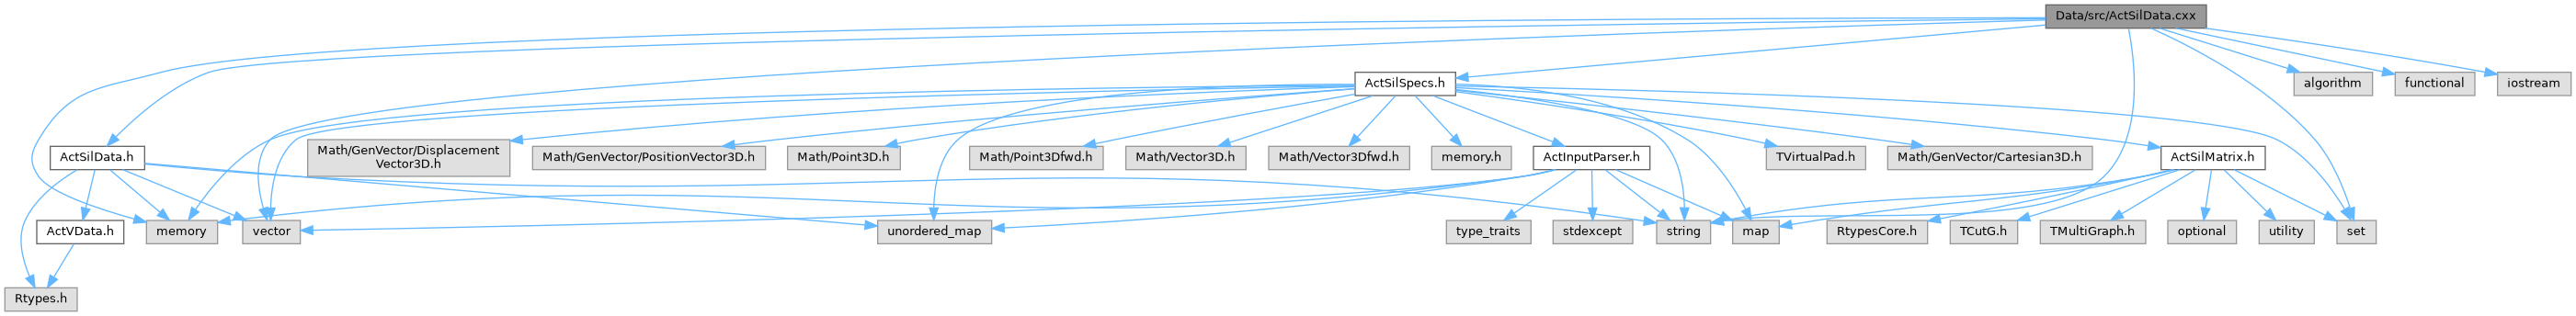 Data/src/ActSilData.cxx
ActSilSpecs.h
algorithm
functional
iostream
ActSilData.h
Math/GenVector/Displacement
Vector3D.h
Math/GenVector/PositionVector3D.h
Math/Point3D.h
Math/Point3Dfwd.h
Math/Vector3D.h
Math/Vector3Dfwd.h
memory.h
ActInputParser.h
TVirtualPad.h
Math/GenVector/Cartesian3D.h
ActSilMatrix.h
ActVData.h
memory
vector
unordered_map
type_traits
stdexcept
string
map
RtypesCore.h
TCutG.h
TMultiGraph.h
optional
utility
set
Rtypes.h